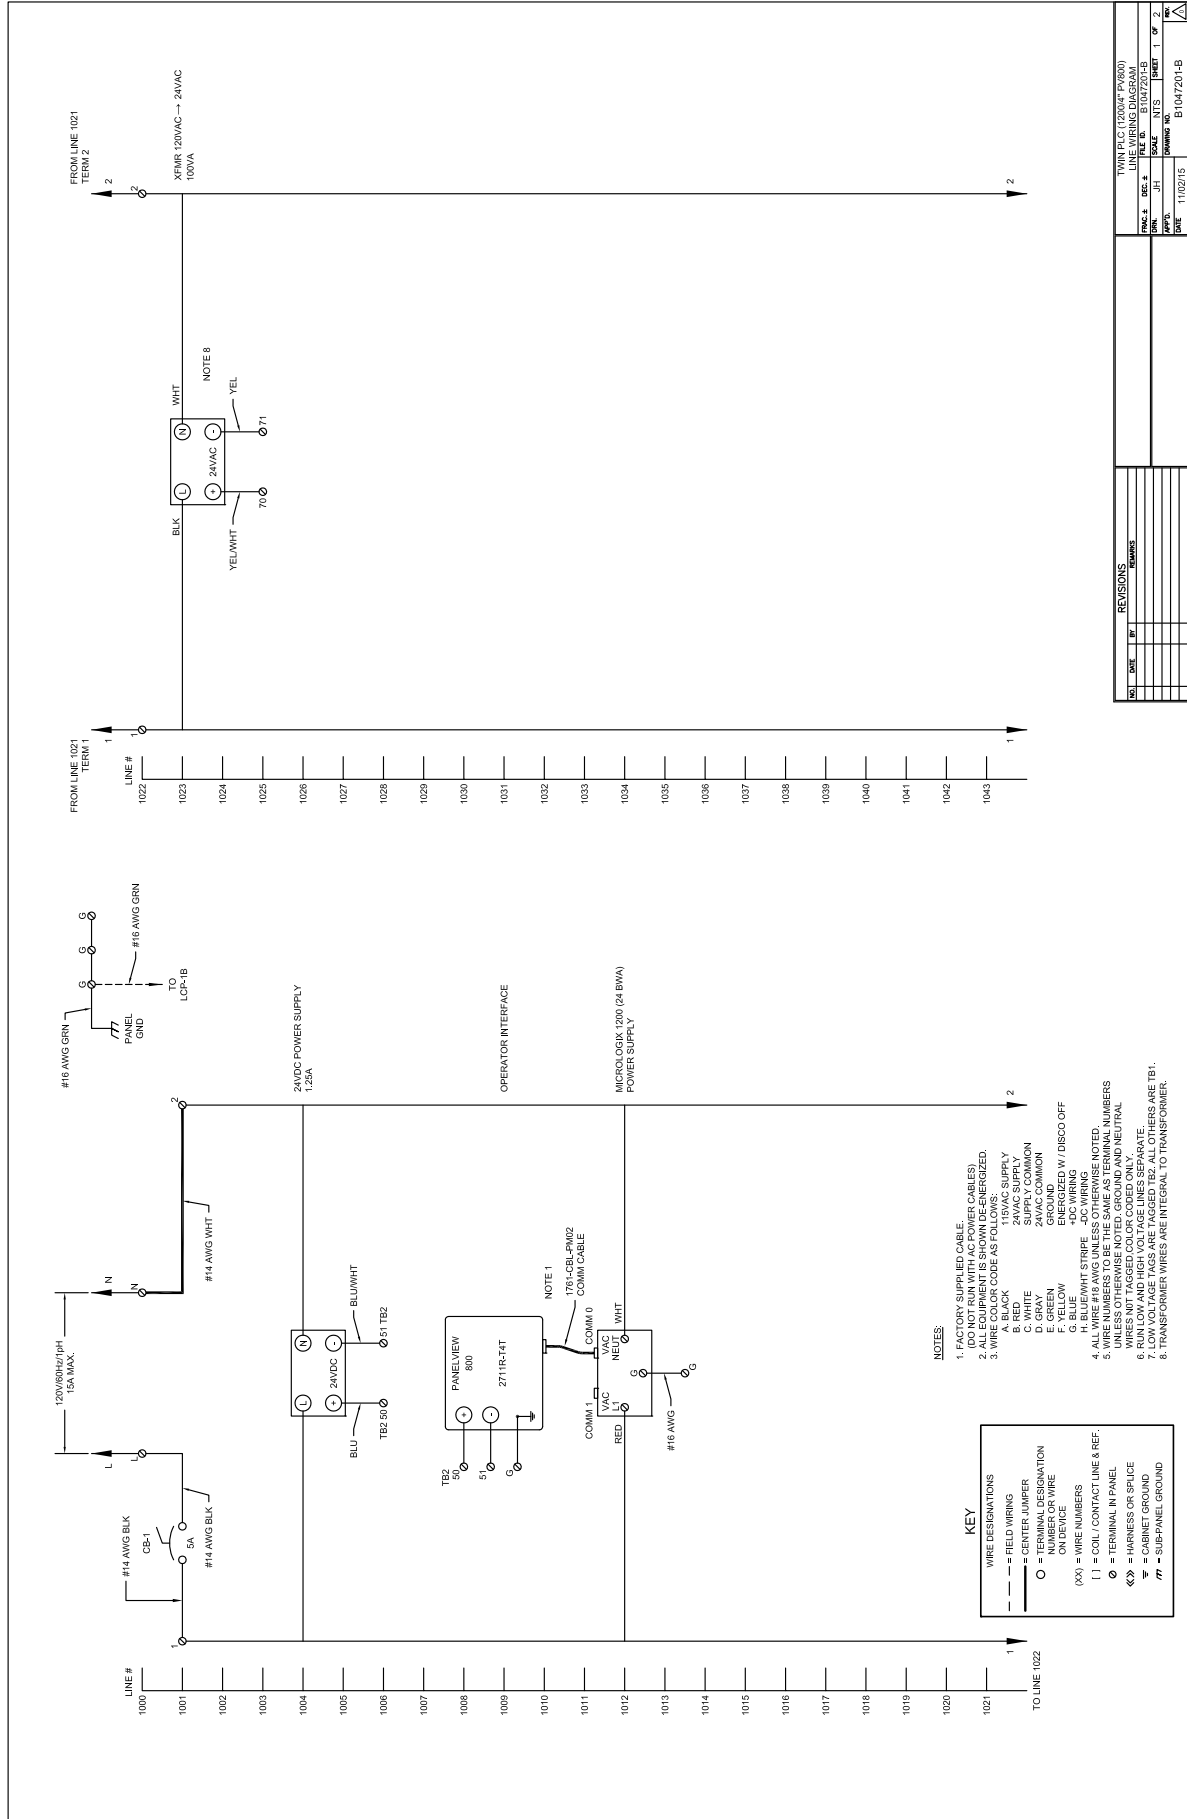 LINE #
1000
1001
1002
1003
1004
1005
1006
1007
1008
1009
1010
1011
1012
1013
1014
1015
1016
1017
1018
1019
1020
1021
TO LINE 1022
120V/60Hz/1pH
15A MAX.
L
N
L
N
#14 AWG BLK
CB-1
5A
#14 AWG BLK
#14 AWG WHT
1
2
#16 AWG GRN
G
G
G
PANEL
GND
#16 AWG GRN
TO
LCP-1B
24VDC POWER SUPPLY
1.25A
L
N
+
24VDC
-
BLU
BLU/WHT
TB2 50
51 TB2
OPERATOR INTERFACE
PANELVIEW
800
2711R-T4T
+
-
TB2
50
51
G
NOTE 1
1761-CBL-PM02
COMM CABLE
COMM 1
COMM 0
MICROLOGIX 1200 (24 BWA)
POWER SUPPLY
RED
VAC
L1
VAC
NEUT
WHT
G
G
#16 AWG
1
2
KEY
WIRE DESIGNATIONS
= FIELD WIRING
= CENTER JUMPER
= TERMINAL DESIGNATION
NUMBER OR WIRE
ON DEVICE
(XX) = WIRE NUMBERS
[ ] = COIL / CONTACT LINE & REF.
= TERMINAL IN PANEL
= HARNESS OR SPLICE
= CABINET GROUND
= SUB-PANEL GROUND
NOTES:
1. FACTORY SUPPLIED CABLE.
(DO NOT RUN WITH AC POWER CABLES)
2. ALL EQUIPMENT IS SHOWN DE-ENERGIZED.
3. WIRE COLOR CODE AS FOLLOWS:
A. BLACK 115VAC SUPPLY
B. RED 24VAC SUPPLY
C. WHITE SUPPLY COMMON
D. GRAY 24VAC COMMON
E. GREEN GROUND
F. YELLOW ENERGIZED W / DISCO OFF
G. BLUE +DC WIRING
H. BLUE/WHT STRIPE -DC WIRING
4. ALL WIRE #18 AWG UNLESS OTHERWISE NOTED.
5. WIRE NUMBERS TO BE THE SAME AS TERMINAL NUMBERS
UNLESS OTHERWISE NOTED. GROUND AND NEUTRAL
WIRES NOT TAGGED,COLOR CODED ONLY.
6. RUN LOW AND HIGH VOLTAGE LINES SEPARATE.
7. LOW VOLTAGE TAGS ARE TAGGED TB2. ALL OTHERS ARE TB1.
8. TRANSFORMER WIRES ARE INTEGRAL TO TRANSFORMER.
FROM LINE 1021
TERM 1
1
1
LINE #
1022
1023
1024
1025
1026
1027
1028
1029
1030
1031
1032
1033
1034
1035
1036
1037
1038
1039
1040
1041
1042
1043
FROM LINE 1021
TERM 2
2
2
XFMR 120VAC → 24VAC
100VA
BLK
WHT
L
N
+
24VAC
-
NOTE 8
YEL/WHT
YEL
70
71
1
2
REVISIONS
NO. DATE BY REMARKS
TWIN PLC (1200/4" PV800)
LINE WIRING DIAGRAM
FRAC. ± DEC. ± FILE ID. B1047201-B
DRN. JH SCALE NTS SHEET 1 OF 2
APP'D. DRAWING NO. REV.
DATE 11/02/15 B1047201-B